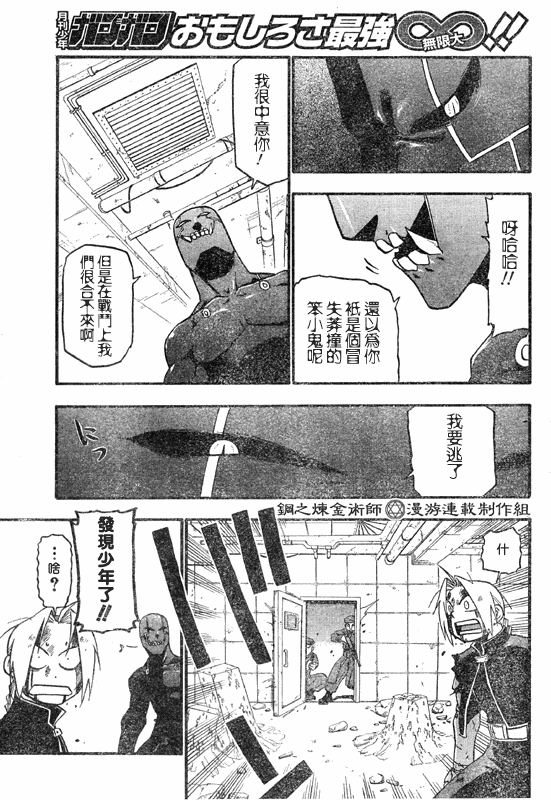 月刊少年ガンガンおもしろさ最強∞無限大!!
呀哈哈!!
還以為你
衹是個冒
失莽撞的
笨小鬼呢
我很中意你!
但是在戰鬥上我
們很合不來啊
我要逃了
にっ
鋼之煉金術師 漫游連載制作組
什
發現少年了!!
…啥?